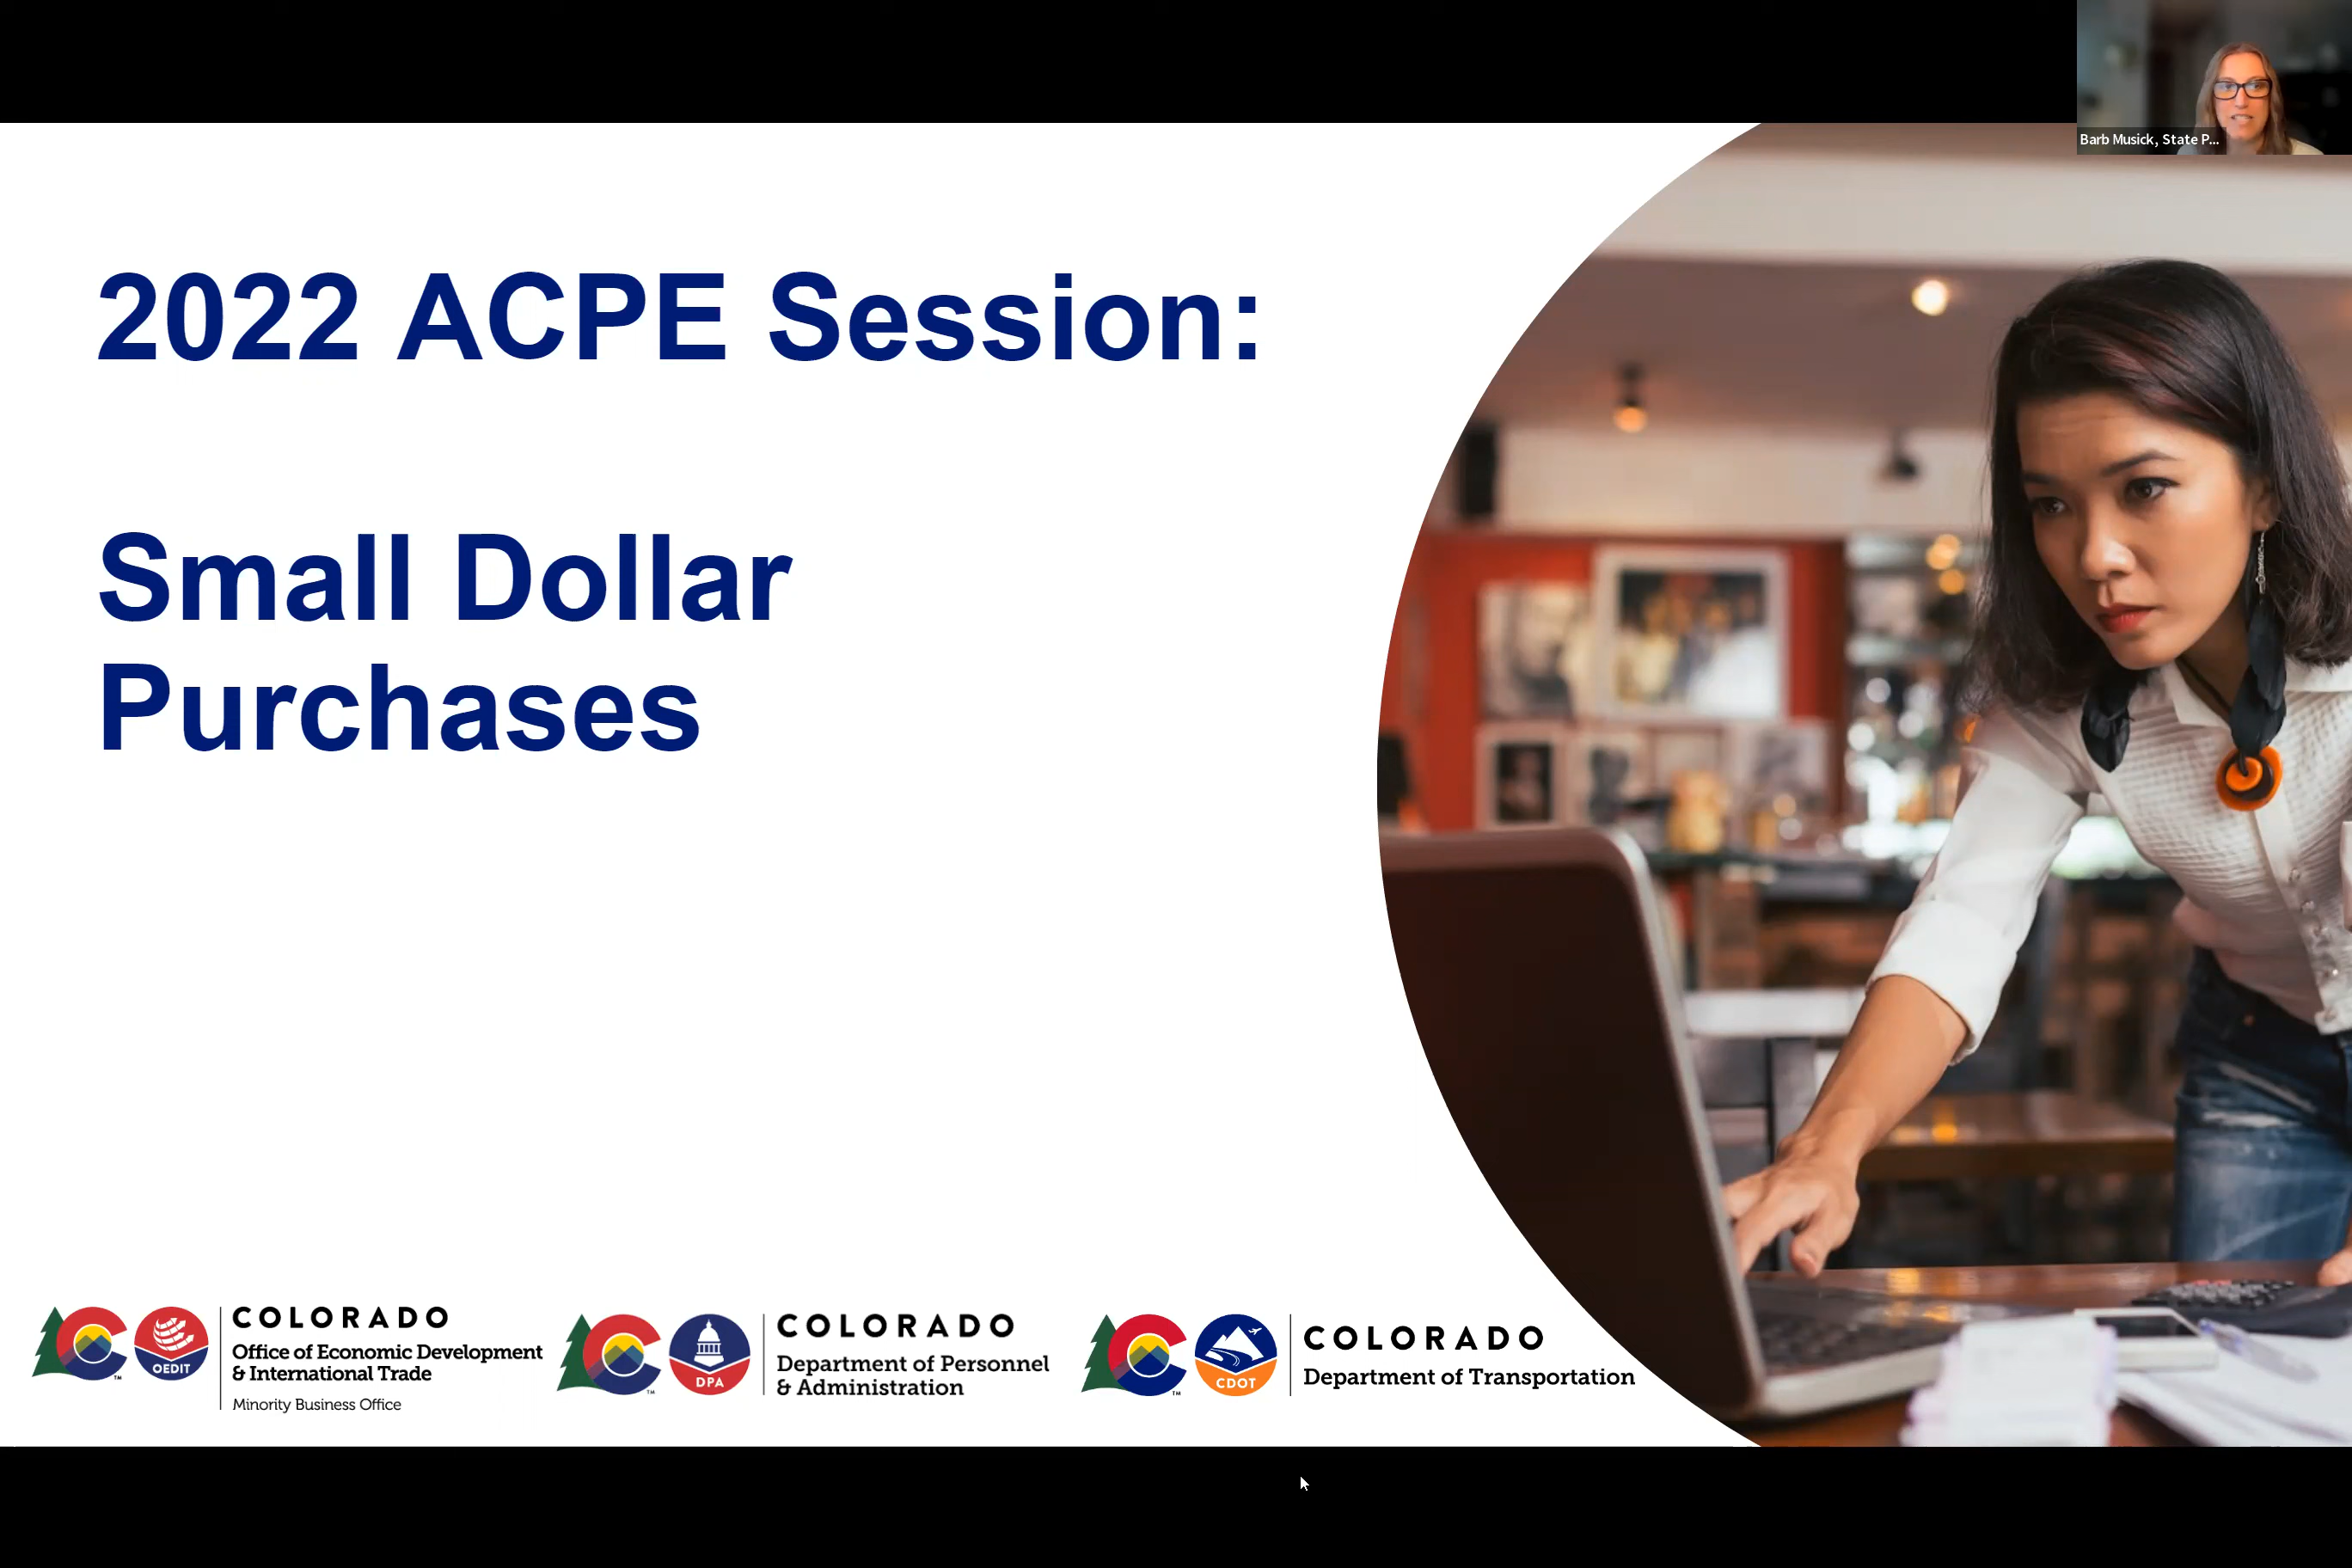 Barb Musick, State P...
2022 ACPE Session:
Small Dollar
Purchases
OEDIT
COLORADO
Office of Economic Development
& International Trade
Minority Business Office
DPA
COLORADO
Department of Personnel
& Administration
CDOT
COLORADO
Department of Transportation